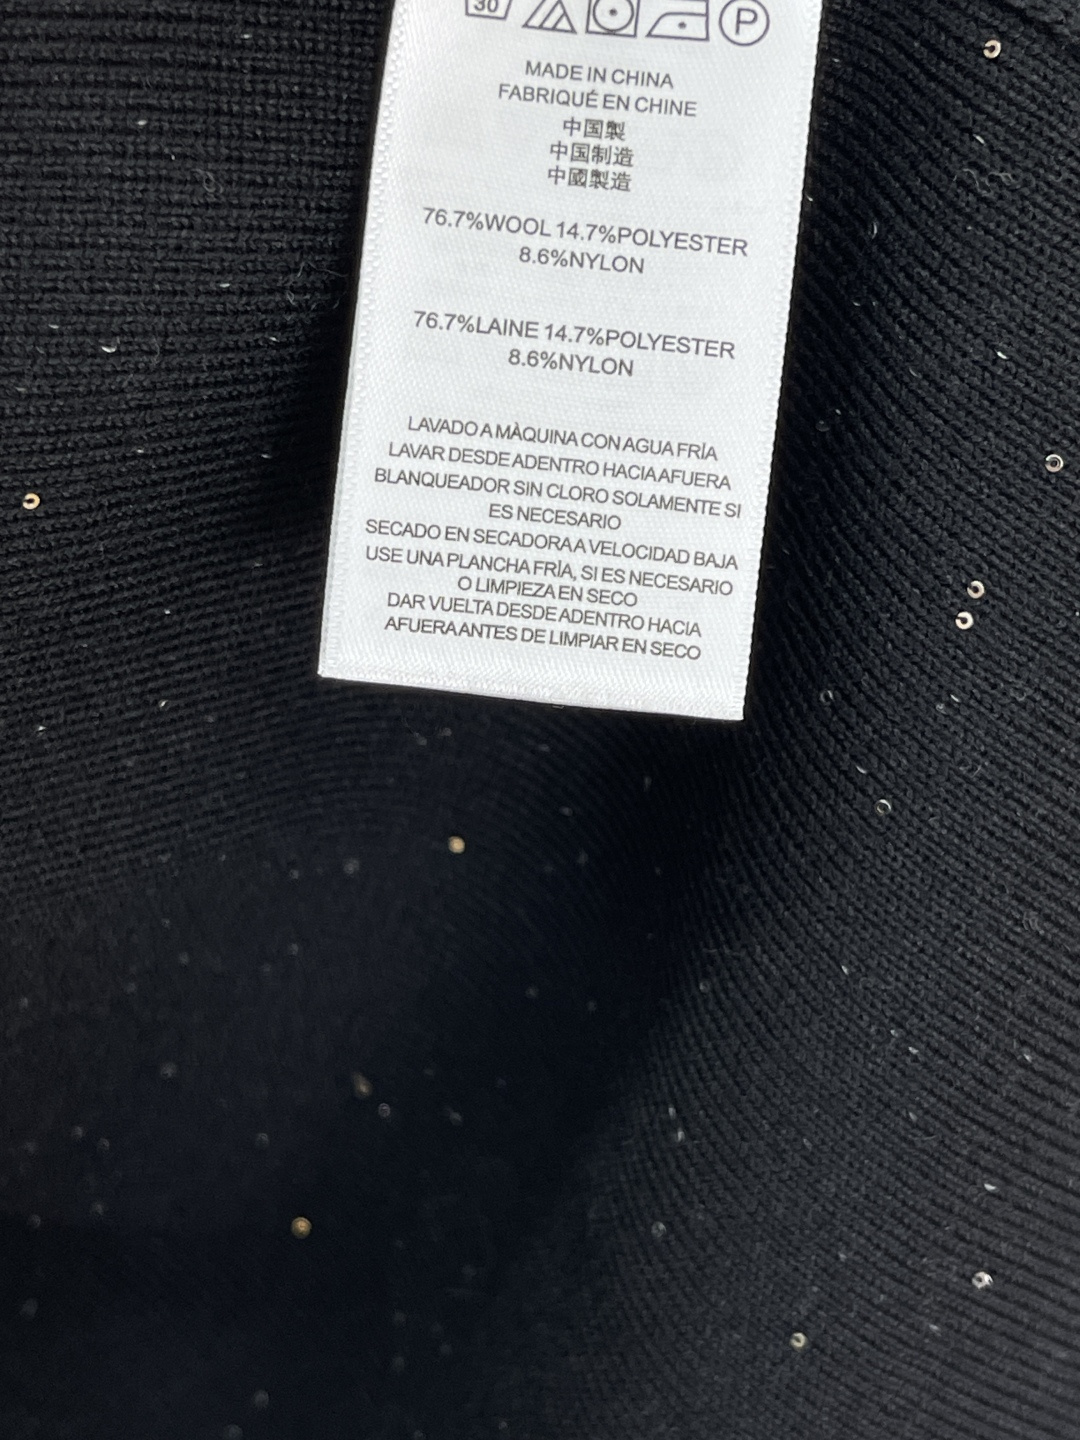 30
P
MADE IN CHINA
FABRIQUÉ EN CHINE
中国製
中国制造
中國製造
76.7%WOOL 14.7%POLYESTER
8.6%NYLON
76.7%LAINE 14.7%POLYESTER
8.6%NYLON
LAVADO A MÀQUINA CON AGUA FRÌA
LAVAR DESDE ADENTRO HACIA AFUERA
BLANQUEADOR SIN CLORO SOLAMENTE SI
ES NECESARIO
SECADO EN SECADORA A VELOCIDAD BAJA
USE UNA PLANCHA FRÌA, SI ES NECESARIO
O LIMPIEZA EN SECO
DAR VUELTA DESDE ADENTRO HACIA
AFUERA ANTES DE LIMPIAR EN SECO